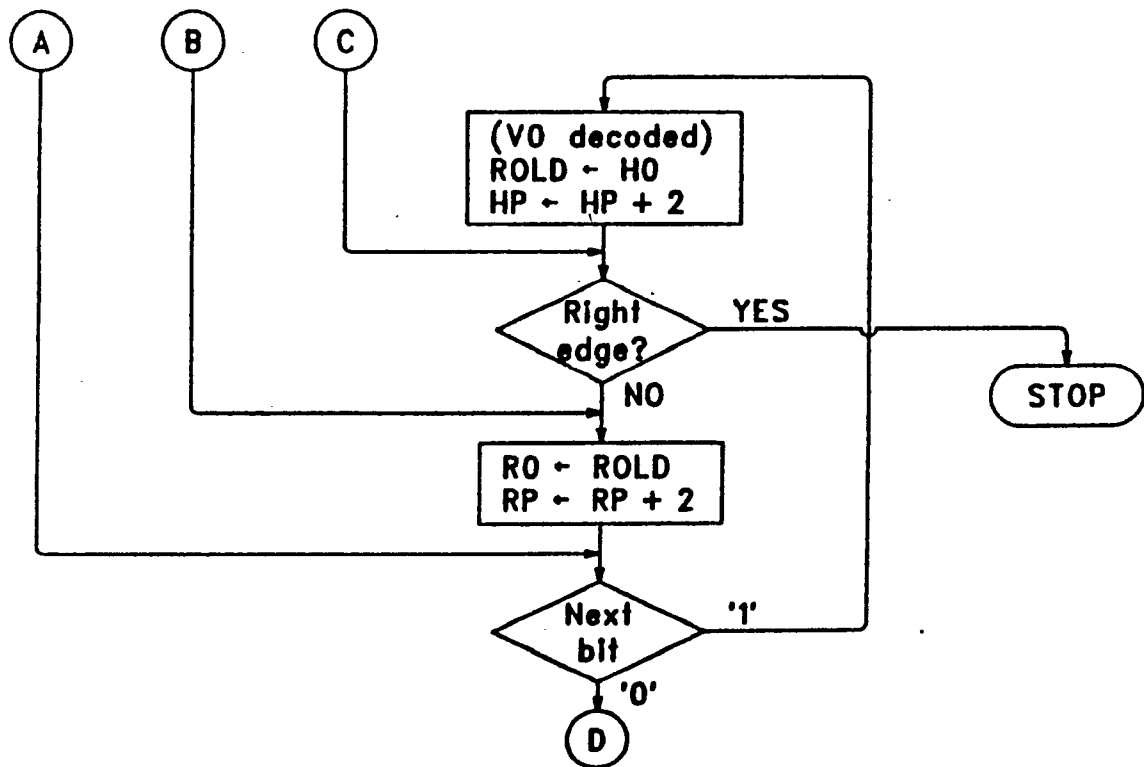 A
B
C
(V0 decoded)
ROLD ← H0
HP ← HP + 2
Right
edge?
YES
NO
STOP
R0 ← ROLD
RP ← RP + 2
Next
bit
'1'
'0'
D